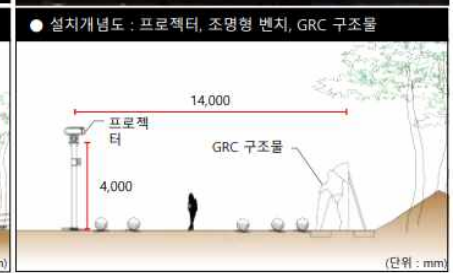 ● 설치개념도 : 프로젝터, 조명형 벤치, GRC 구조물
14,000
프로젝
터
GRC 구조물
4,000
(단위 : mm)
m)